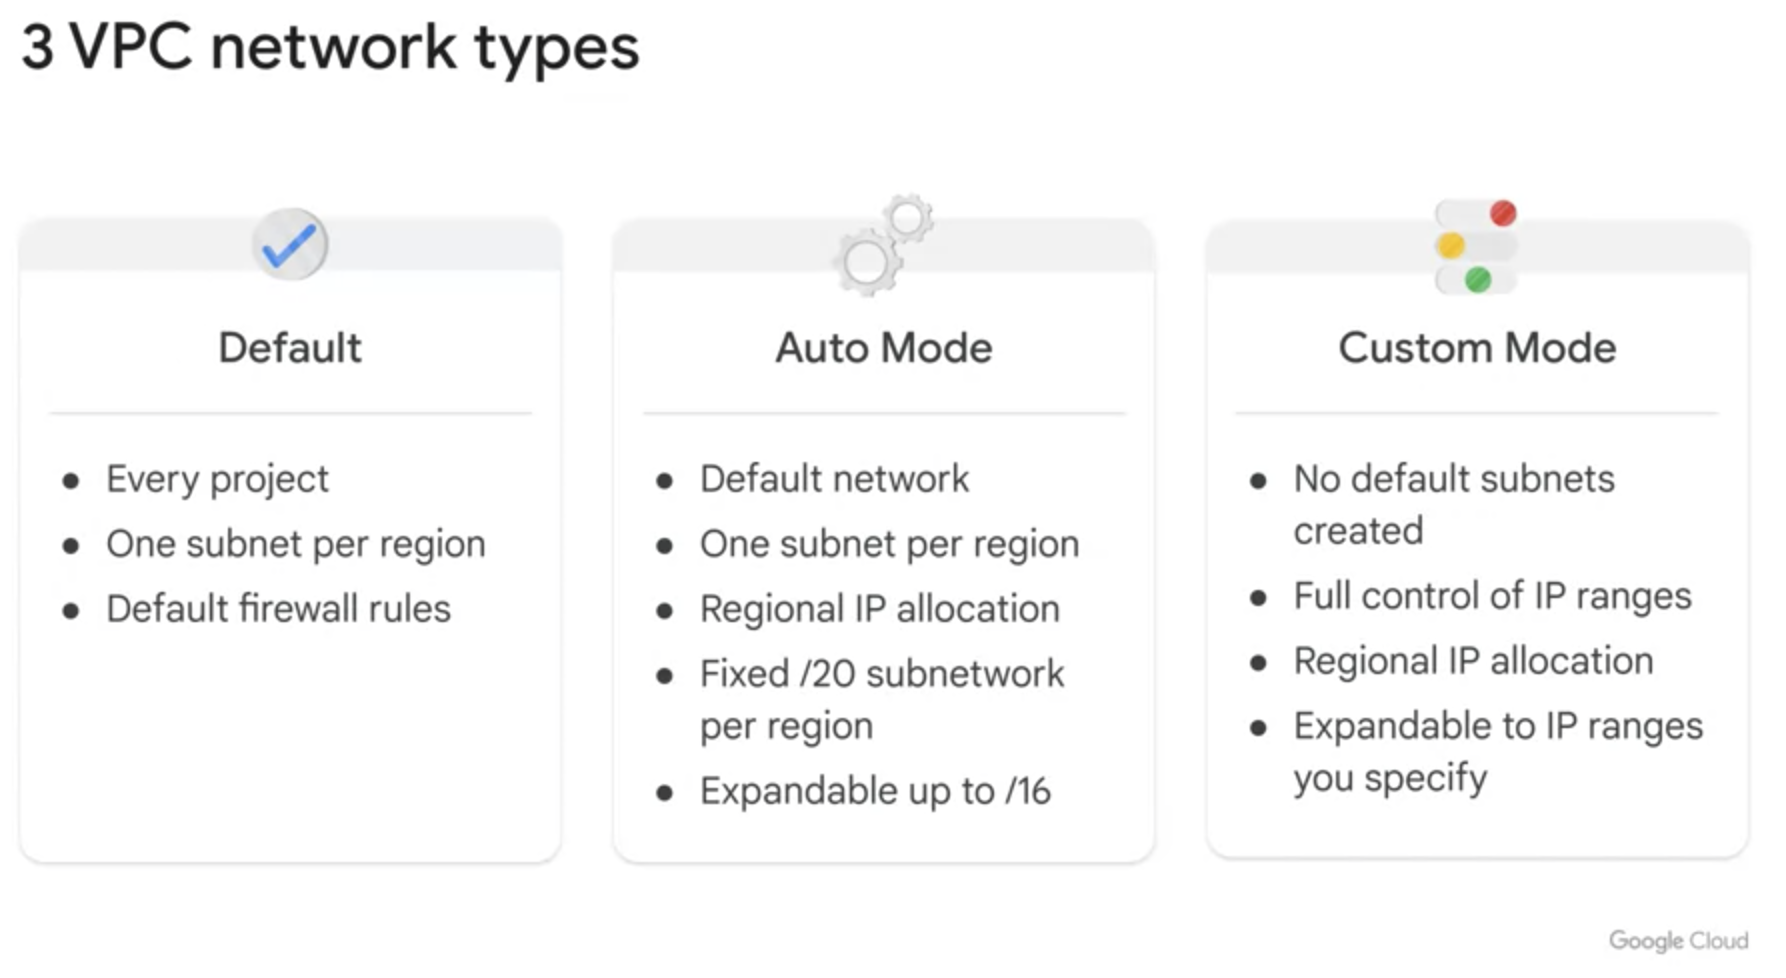 3 VPC network types
Default
● Every project
● One subnet per region
● Default firewall rules
Auto Mode
● Default network
● One subnet per region
● Regional IP allocation
● Fixed /20 subnetwork
per region
● Expandable up to /16
Custom Mode
● No default subnets
created
● Full control of IP ranges
● Regional IP allocation
● Expandable to IP ranges
you specify
Google Cloud